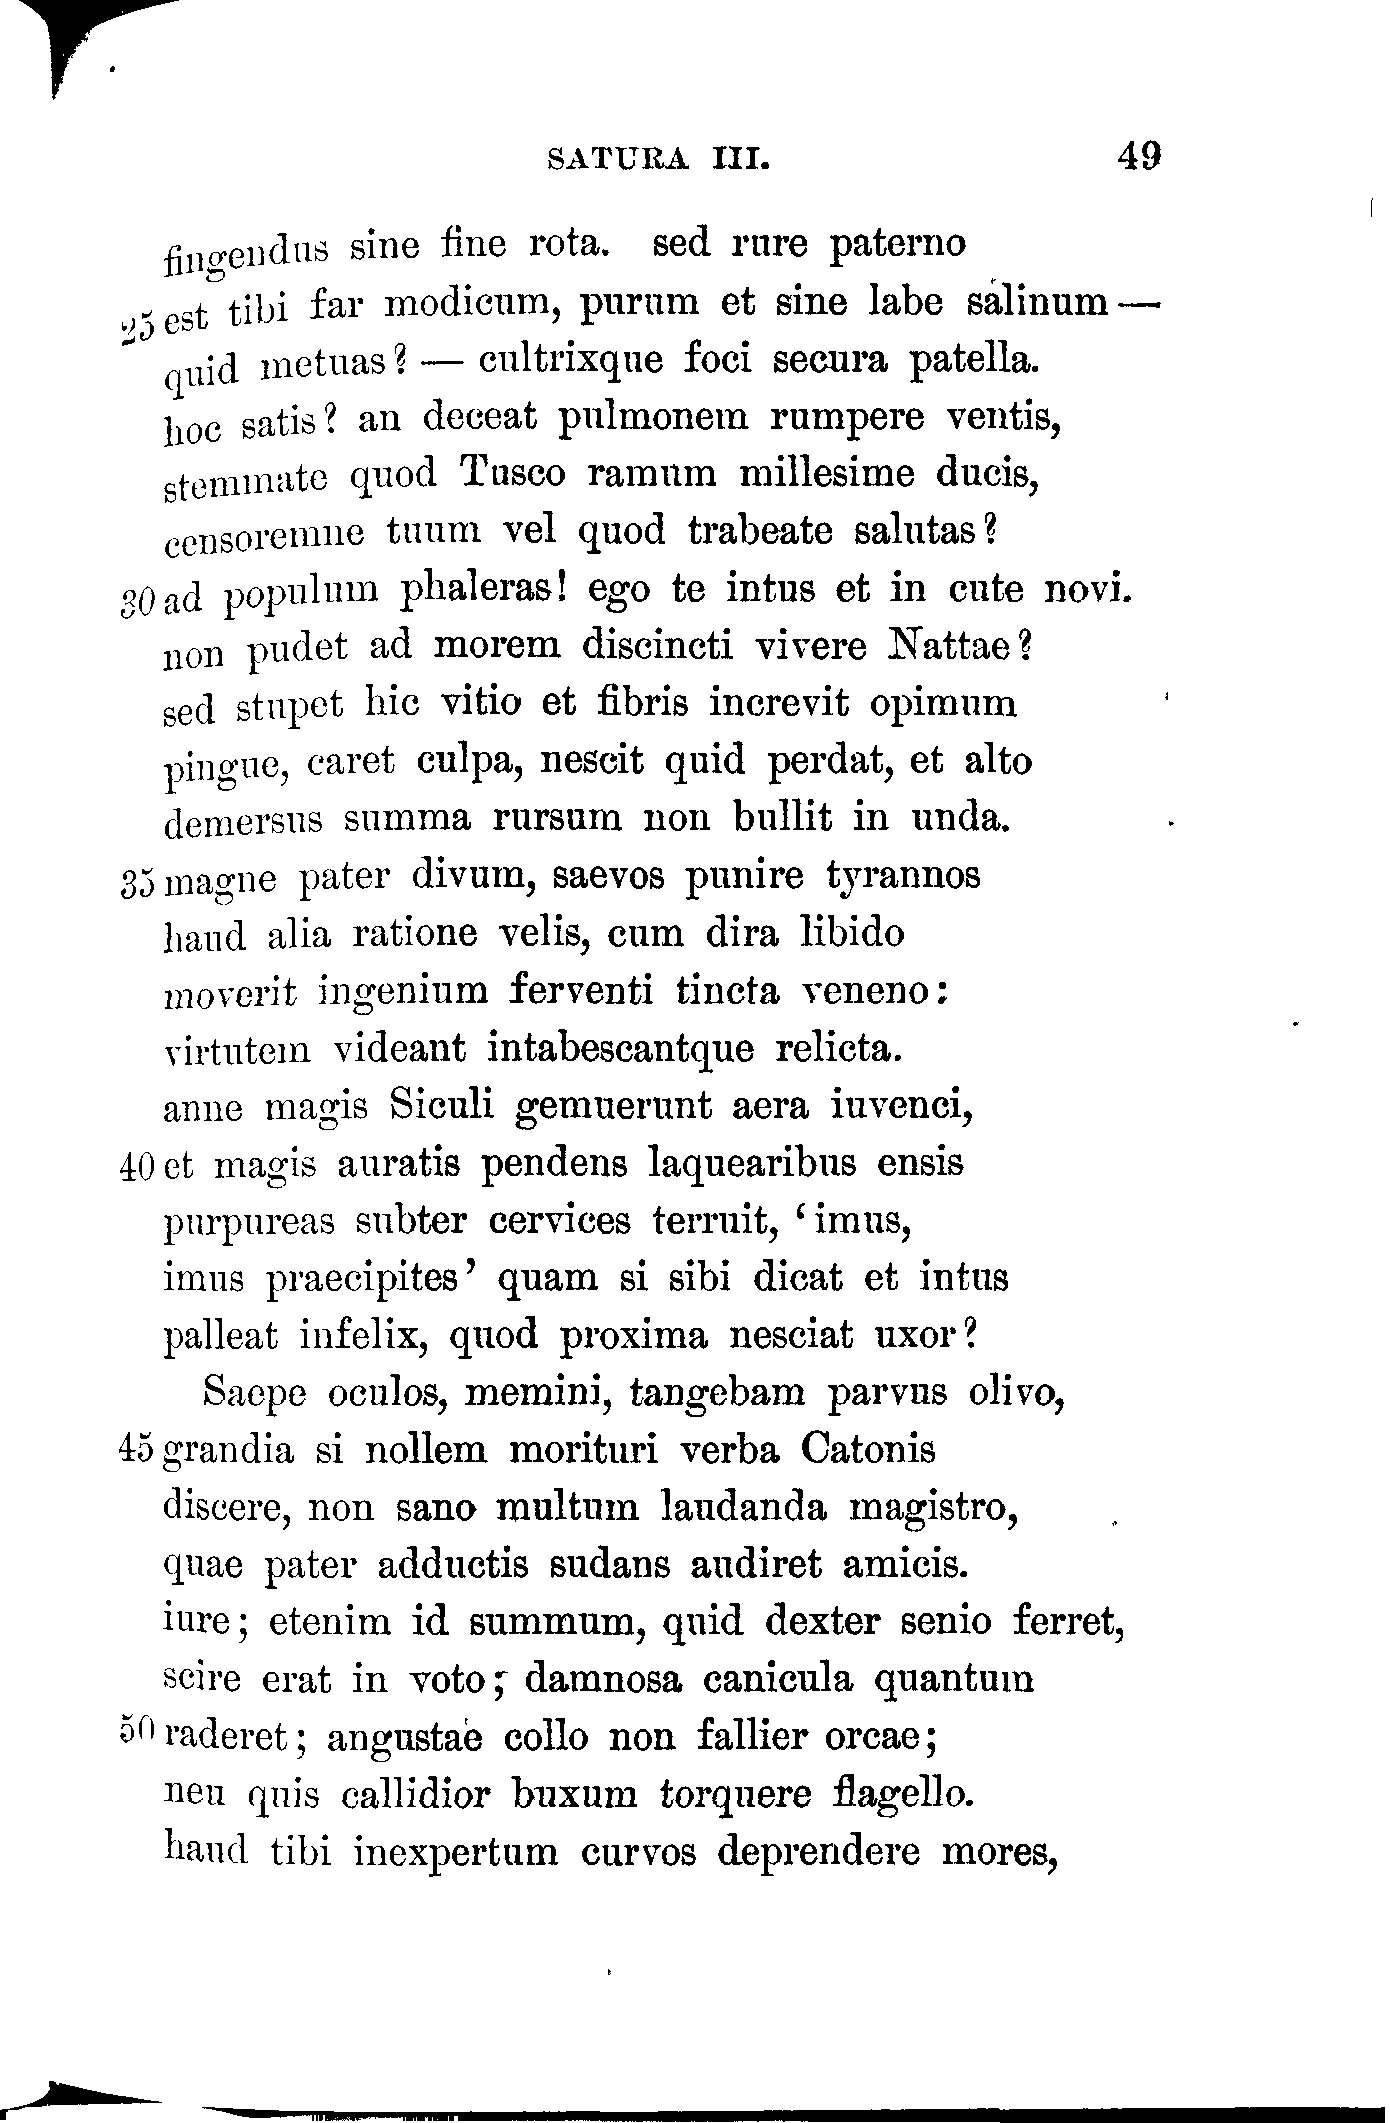 SATURA III. 49
fingendus sine fine rota. sed rure paterno
25 est tibi far modicum, purum et sine labe salinum —
quid metuas? — cultrixque foci secura patella.
hoc satis? an deceat pulmonem rumpere ventis,
stemmate quod Tusco ramum millesime ducis,
censoremne tuum vel quod trabeate salutas?
30 ad populum phaleras! ego te intus et in cute novi.
non pudet ad morem discincti vivere Nattae?
sed stupet hic vitio et fibris increvit opimum
pingue, caret culpa, nescit quid perdat, et alto
demersus summa rursum non bullit in unda.
35 magne pater divum, saevos punire tyrannos
haud alia ratione velis, cum dira libido
moverit ingenium ferventi tincta veneno:
virtutem videant intabescantque relicta.
anne magis Siculi gemuerunt aera iuvenci,
40 et magis auratis pendens laquearibus ensis
purpureas subter cervices terruit, ‘imus,
imus praecipites’ quam si sibi dicat et intus
palleat infelix, quod proxima nesciat uxor?
Saepe oculos, memini, tangebam parvus olivo,
45 grandia si nollem morituri verba Catonis
discere, non sano multum laudanda magistro,
quae pater adductis sudans audiret amicis.
iure; etenim id summum, quid dexter senio ferret,
scire erat in voto; damnosa canicula quantum
50 raderet; angustae collo non fallier orcae;
neu quis callidior buxum torquere flagello.
haud tibi inexpertum curvos deprendere mores,